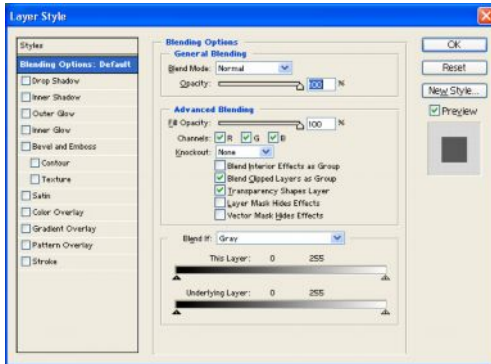 Layer Style
Styles
Blending Options: Default
Drop Shadow
Inner Shadow
Outer Glow
Inner Glow
Bevel and Emboss
Contour
Texture
Satin
Color Overlay
Gradient Overlay
Pattern Overlay
Stroke
Blending Options
General Blending
Blend Mode: Normal
Opacity: 100 %
Advanced Blending
Fill Opacity: 100 %
Channels: R G B
Knockout: None
Blend Interior Effects as Group
Blend Clipped Layers as Group
Transparency Shapes Layer
Layer Mask Hides Effects
Vector Mask Hides Effects
Blend If: Gray
This Layer: 0 255
Underlying Layer: 0 255
OK
Reset
New Style...
Preview